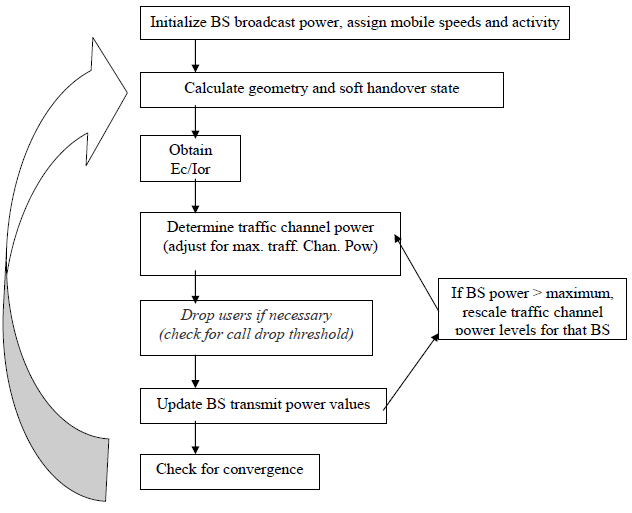 Initialize BS broadcast power, assign mobile speeds and activity
Calculate geometry and soft handover state
Obtain
Ec/Ior
Determine traffic channel power
(adjust for max. traff. Chan. Pow)
Drop users if necessary
(check for call drop threshold)
If BS power > maximum,
rescale traffic channel
power levels for that BS
Update BS transmit power values
Check for convergence